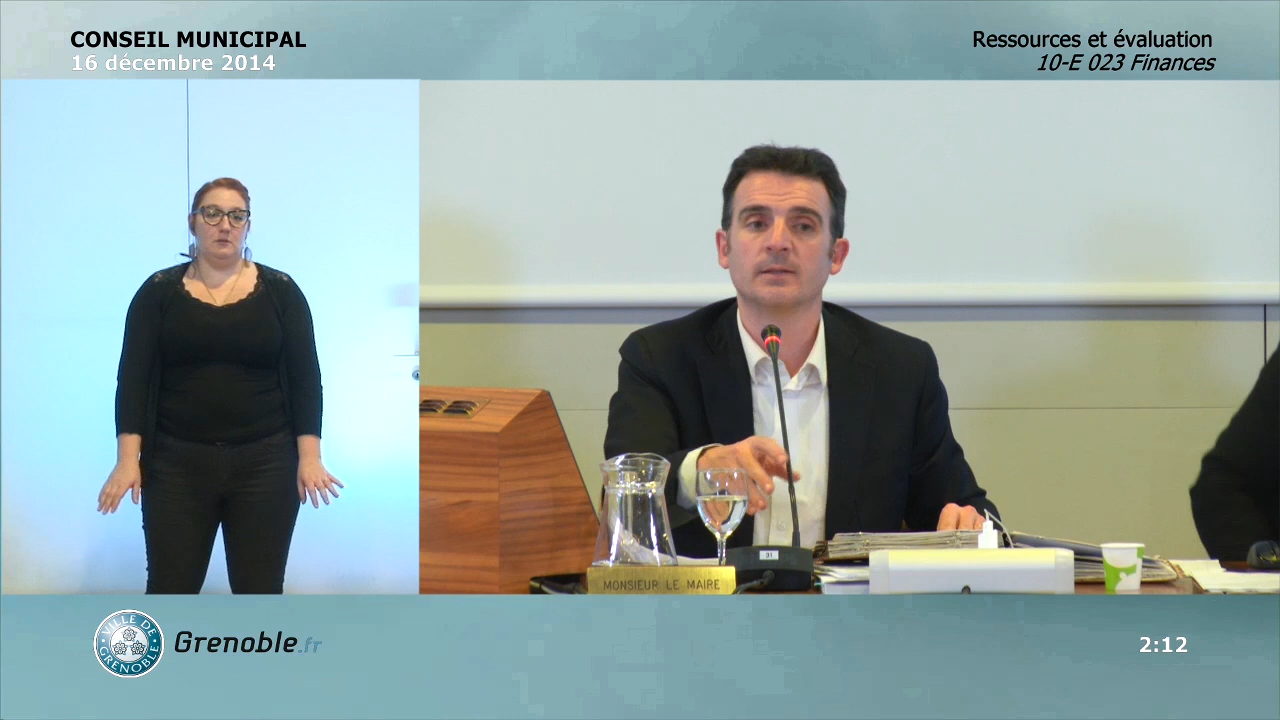 CONSEIL MUNICIPAL
16 décembre 2014
Ressources et évaluation
10-E 023 Finances
31
MONSIEUR LE MAIRE
VILLE DE
GRENOBLE
Grenoble.fr
2:12